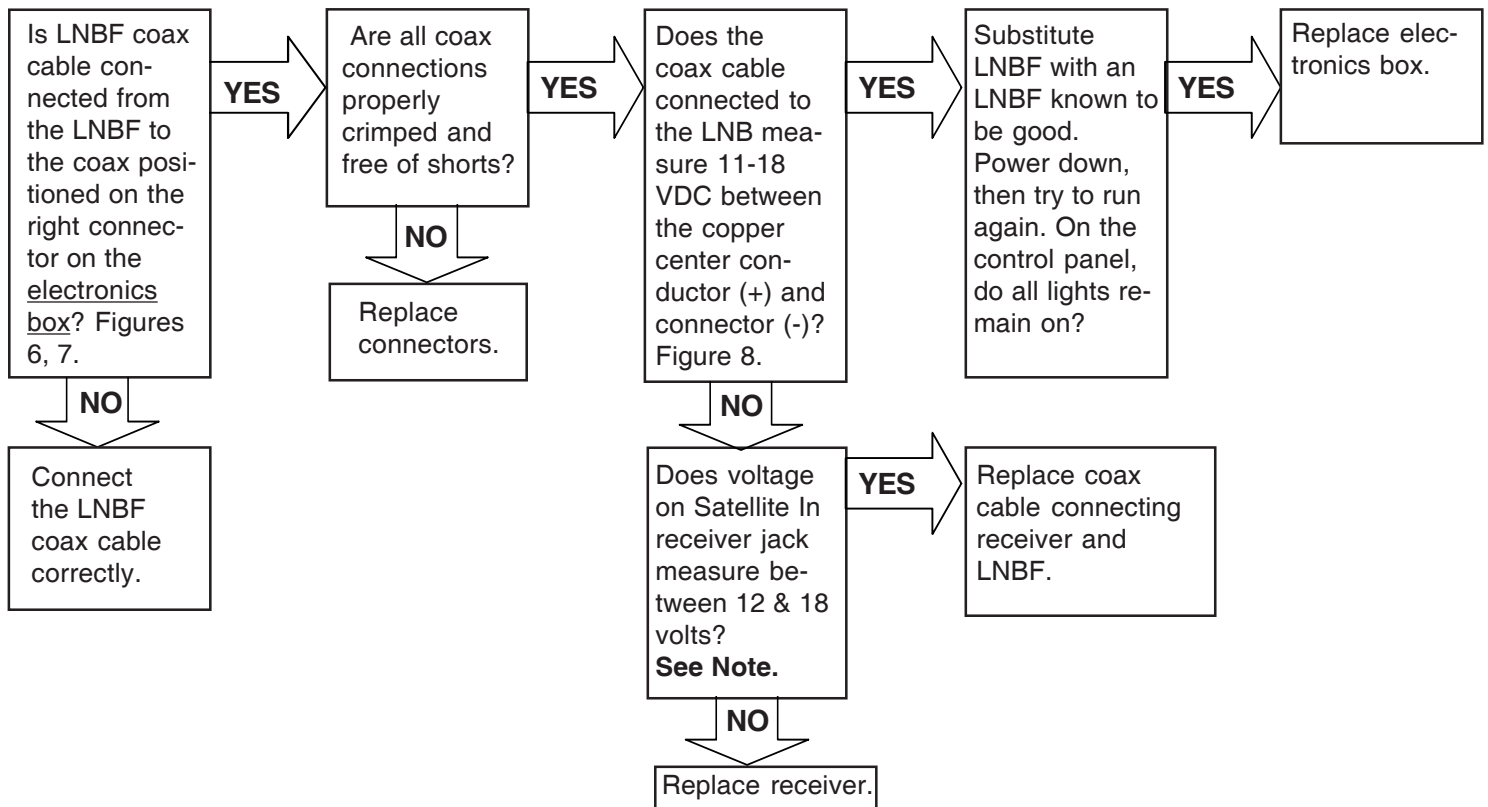 Is LNBF coax
cable con-
nected from
the LNBF to
the coax posi-
tioned on the
right connec-
tor on the
electronics
box? Figures
6, 7.
YES
Are all coax
connections
properly
crimped and
free of shorts?
YES
Does the
coax cable
connected to
the LNB mea-
sure 11-18
VDC between
the copper
center con-
ductor (+) and
connector (-)?
Figure 8.
YES
Substitute
LNBF with an
LNBF known to
be good.
Power down,
then try to run
again. On the
control panel,
do all lights re-
main on?
YES
Replace elec-
tronics box.
NO
Connect
the LNBF
coax cable
correctly.
NO
Replace
connectors.
NO
Does voltage
on Satellite In
receiver jack
measure be-
tween 12 & 18
volts?
See Note.
YES
Replace coax
cable connecting
receiver and
LNBF.
NO
Replace receiver.